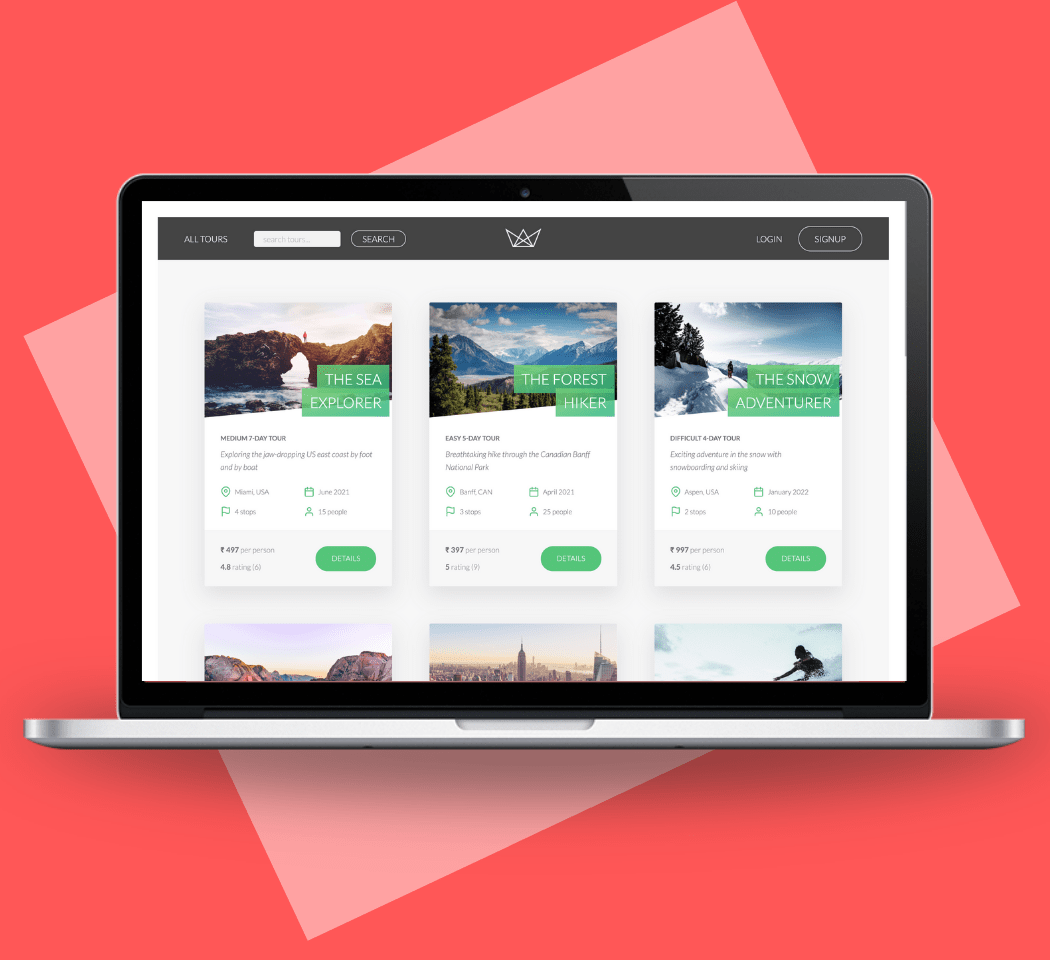 ALL TOURS
search tours...
SEARCH
LOGIN
SIGNUP
THE SEA
EXPLORER
MEDIUM 7-DAY TOUR
Exploring the jaw-dropping US east coast by foot
and by boat
Miami, USA
June 2021
4 stops
15 people
₹ 497 per person
4.8 rating (6)
DETAILS
THE FOREST
HIKER
EASY 5-DAY TOUR
Breathtaking hike through the Canadian Banff
National Park
Banff, CAN
April 2021
3 stops
25 people
₹ 397 per person
5 rating (9)
DETAILS
THE SNOW
ADVENTURER
DIFFICULT 4-DAY TOUR
Exciting adventure in the snow with
snowboarding and skiing
Aspen, USA
January 2022
2 stops
10 people
₹ 997 per person
4.5 rating (6)
DETAILS